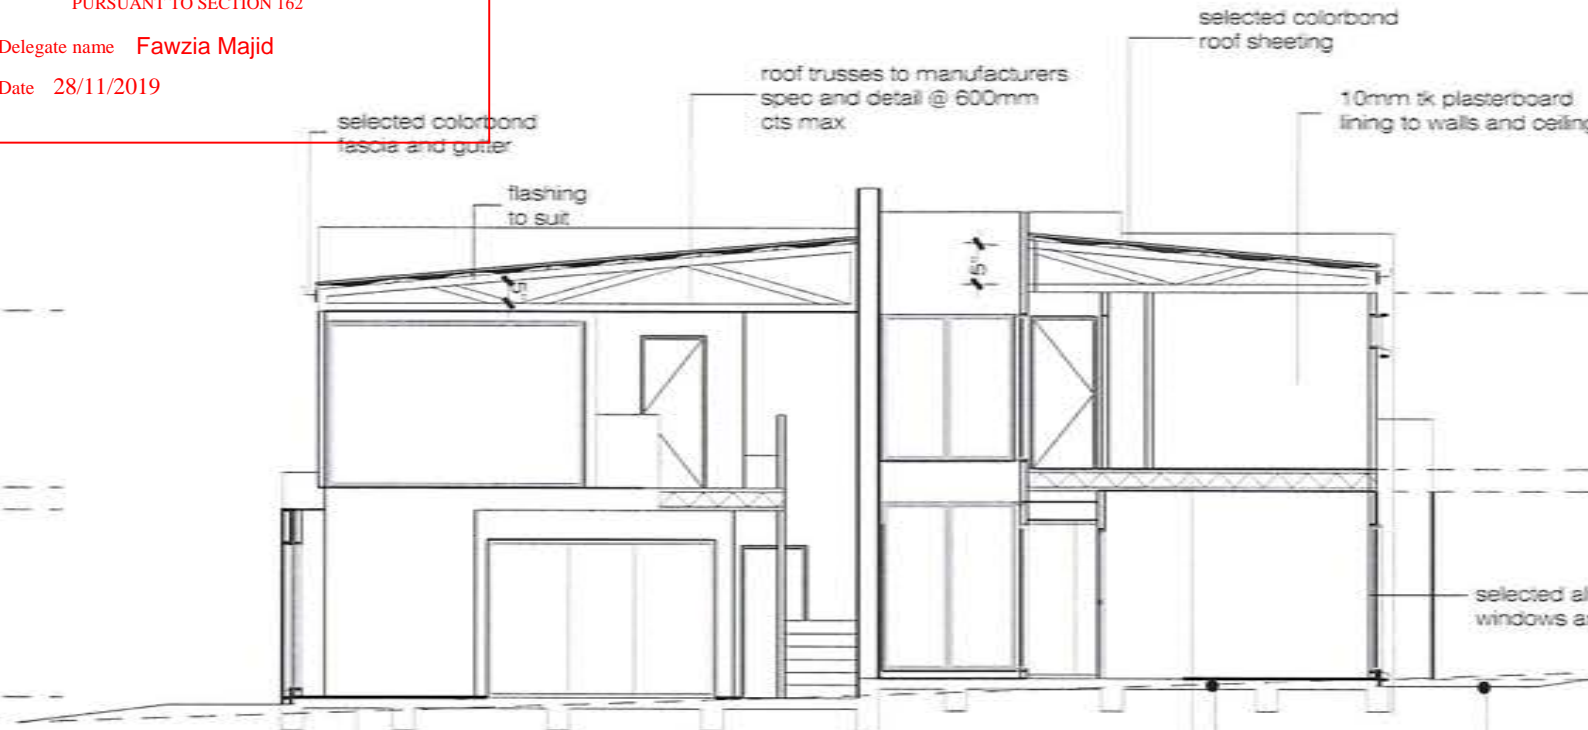 PURSUANT TO SECTION 162
Delegate name Fawzia Majid
Date 28/11/2019
selected colorbond
fascia and gutter
flashing
to suit
roof trusses to manufacturers
spec and detail @ 600mm
cts max
selected colorbond
roof sheeting
10mm tk plasterboard
lining to walls and ceiling
5°
5°
selected al
windows a